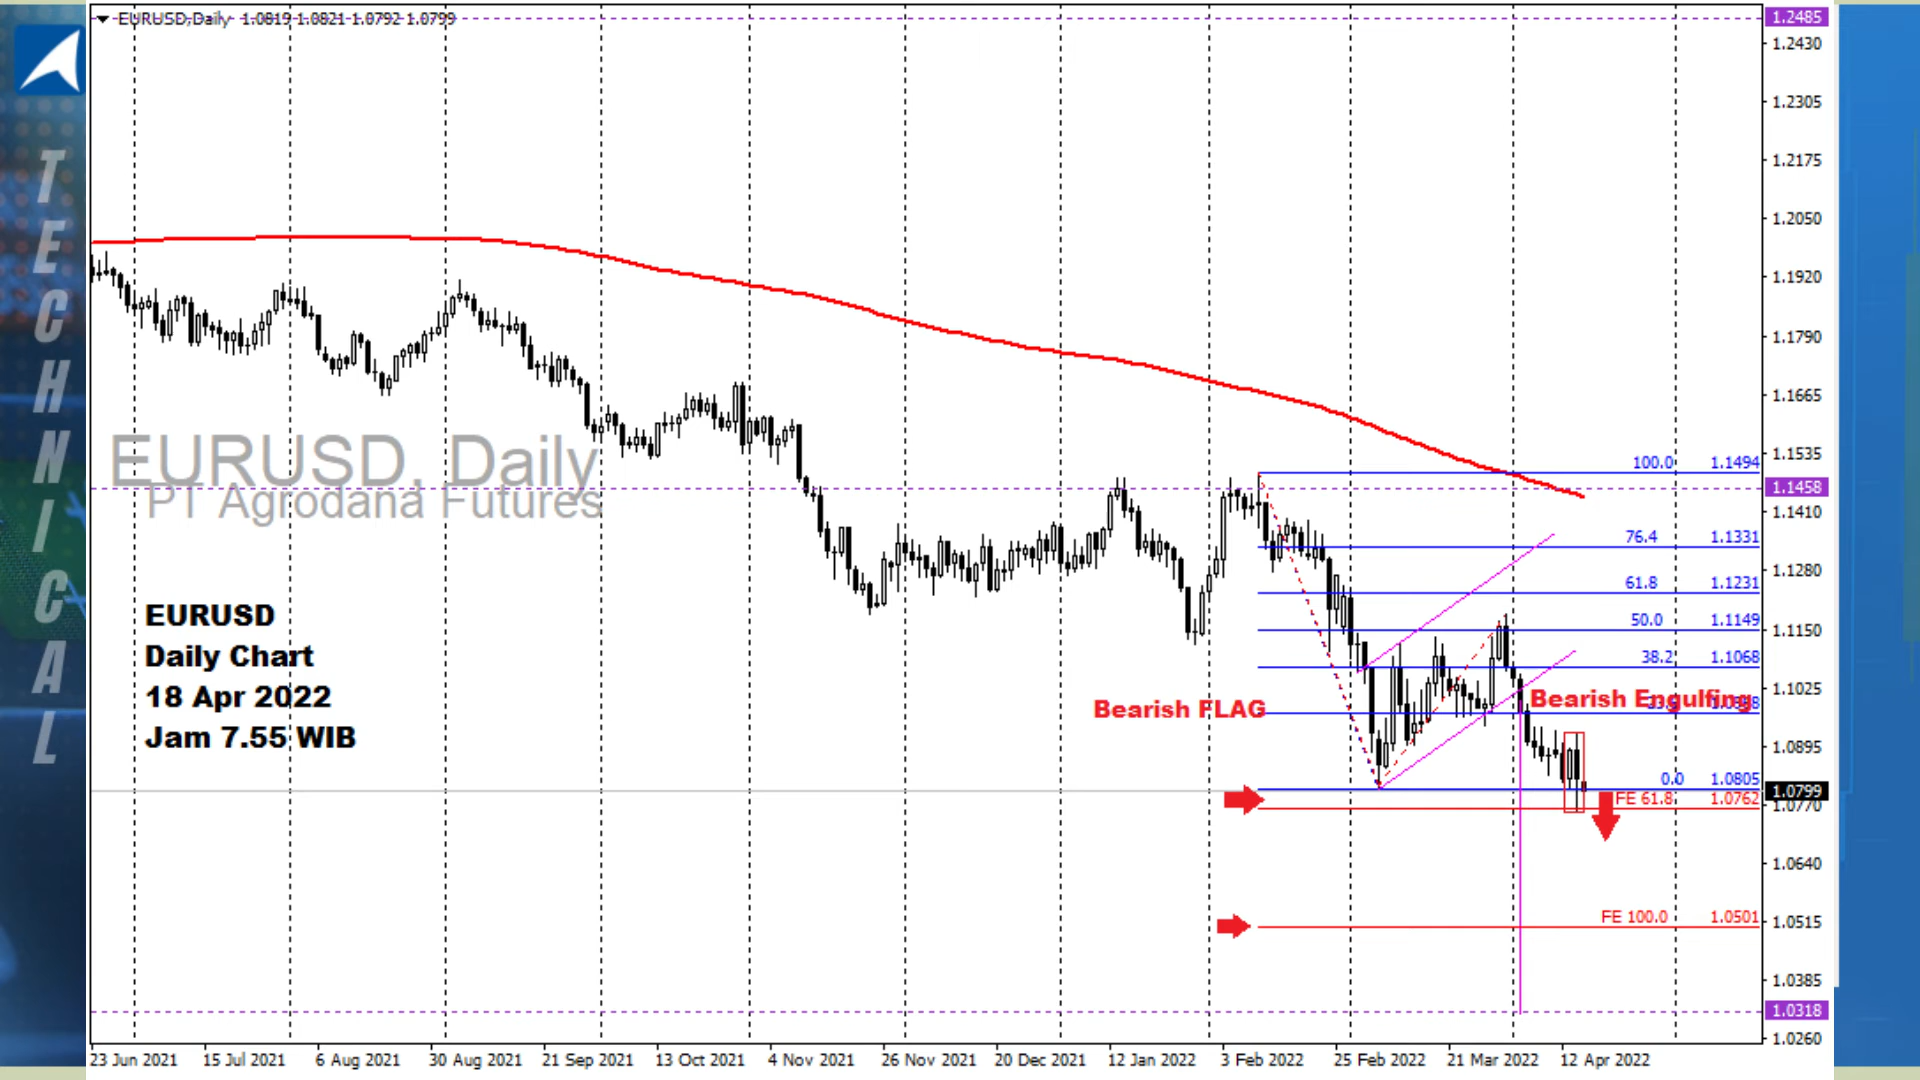 EURUSD,Daily 1.0819 1.0821 1.0792 1.0799
TECHNICAL
EURUSD, Daily
PT Agrodana Futures
EURUSD
Daily Chart
18 Apr 2022
Jam 7.55 WIB
Bearish FLAG
Bearish Engulfing
100.0 1.1494
76.4 1.1331
61.8 1.1231
50.0 1.1149
38.2 1.1068
0.0 1.0805
FE 61.8 1.0762
FE 100.0 1.0501
1.2485
1.2430
1.2305
1.2175
1.2050
1.1920
1.1790
1.1665
1.1535
1.1458
1.1410
1.1280
1.1150
1.1025
1.0895
1.0799
1.0770
1.0640
1.0515
1.0385
1.0318
1.0260
23 Jun 2021 15 Jul 2021 6 Aug 2021 30 Aug 2021 21 Sep 2021 13 Oct 2021 4 Nov 2021 26 Nov 2021 20 Dec 2021 12 Jan 2022 3 Feb 2022 25 Feb 2022 21 Mar 2022 12 Apr 2022